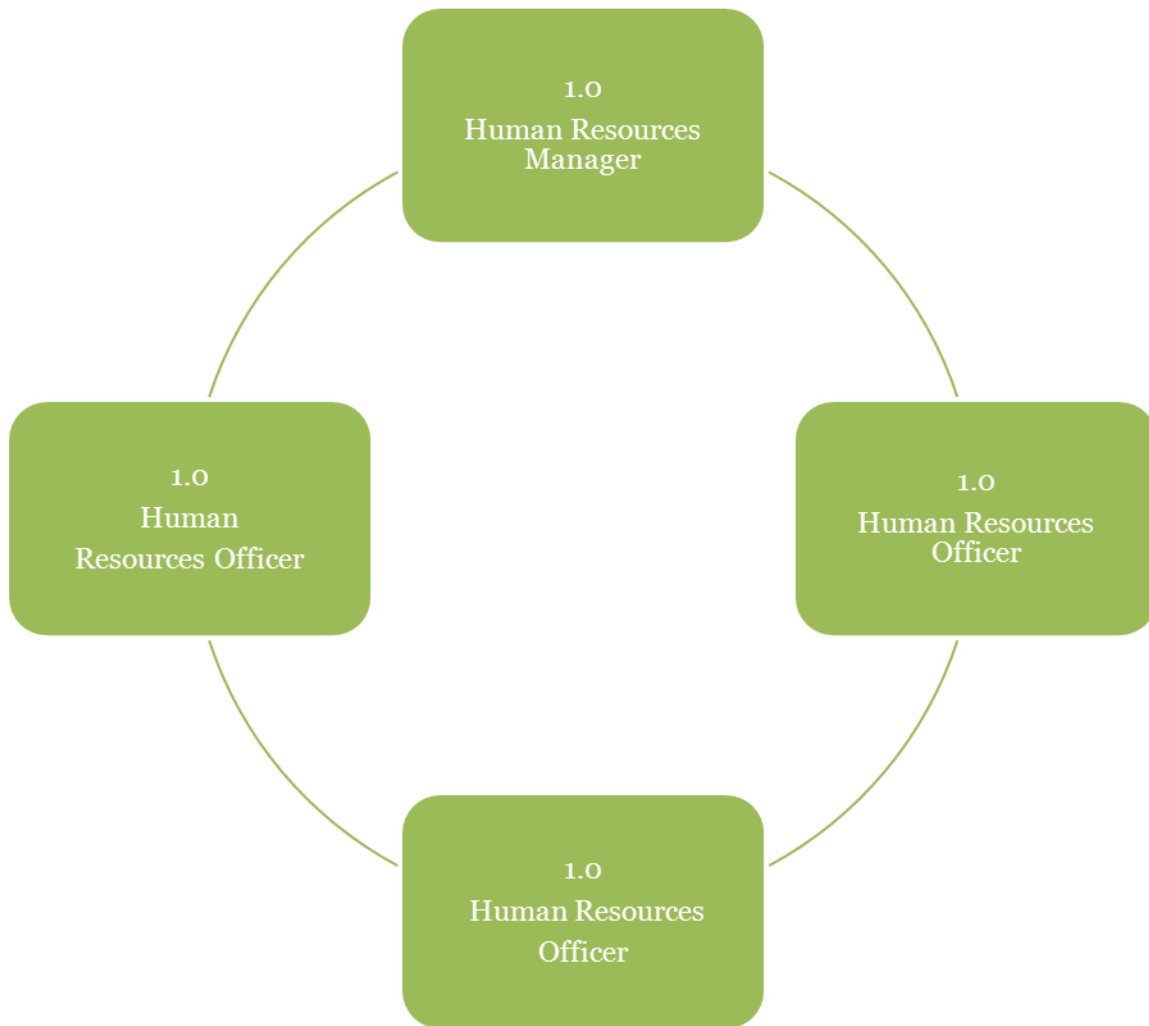 1.0
Human Resources
Manager
1.0
Human
Resources Officer
1.0
Human Resources
Officer
1.0
Human Resources
Officer